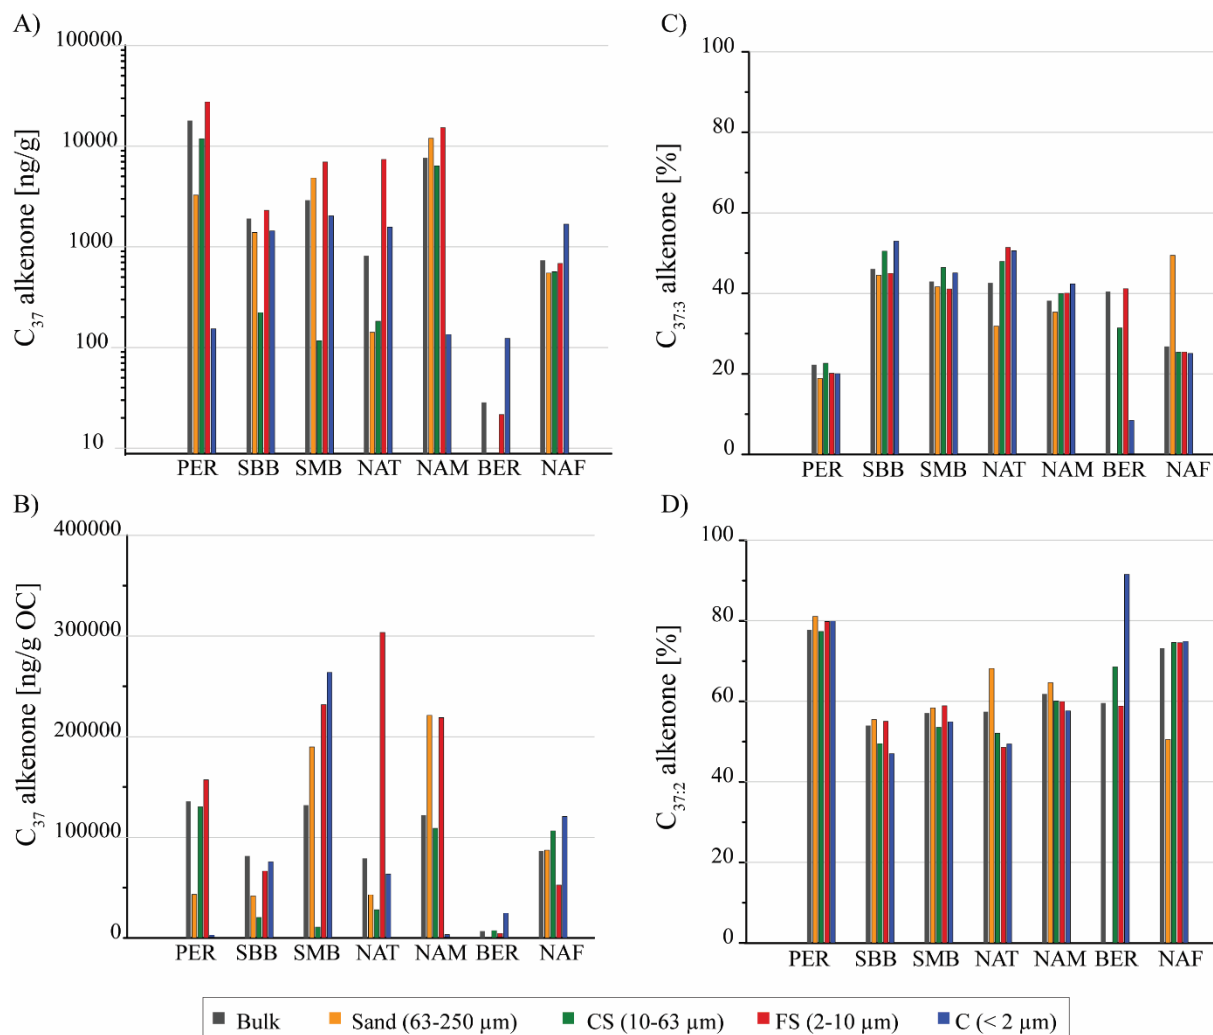 A)
100000
10000
1000
100
10
C37 alkenone [ng/g]
PER SBB SMB NAT NAM BER NAF
B)
400000
300000
200000
100000
0
C37 alkenone [ng/g OC]
PER SBB SMB NAT NAM BER NAF
C)
100
80
60
40
20
0
C37:3 alkenone [%]
PER SBB SMB NAT NAM BER NAF
D)
100
80
60
40
20
0
C37:2 alkenone [%]
PER SBB SMB NAT NAM BER NAF
Bulk Sand (63-250 µm) CS (10-63 µm) FS (2-10 µm) C (< 2 µm)